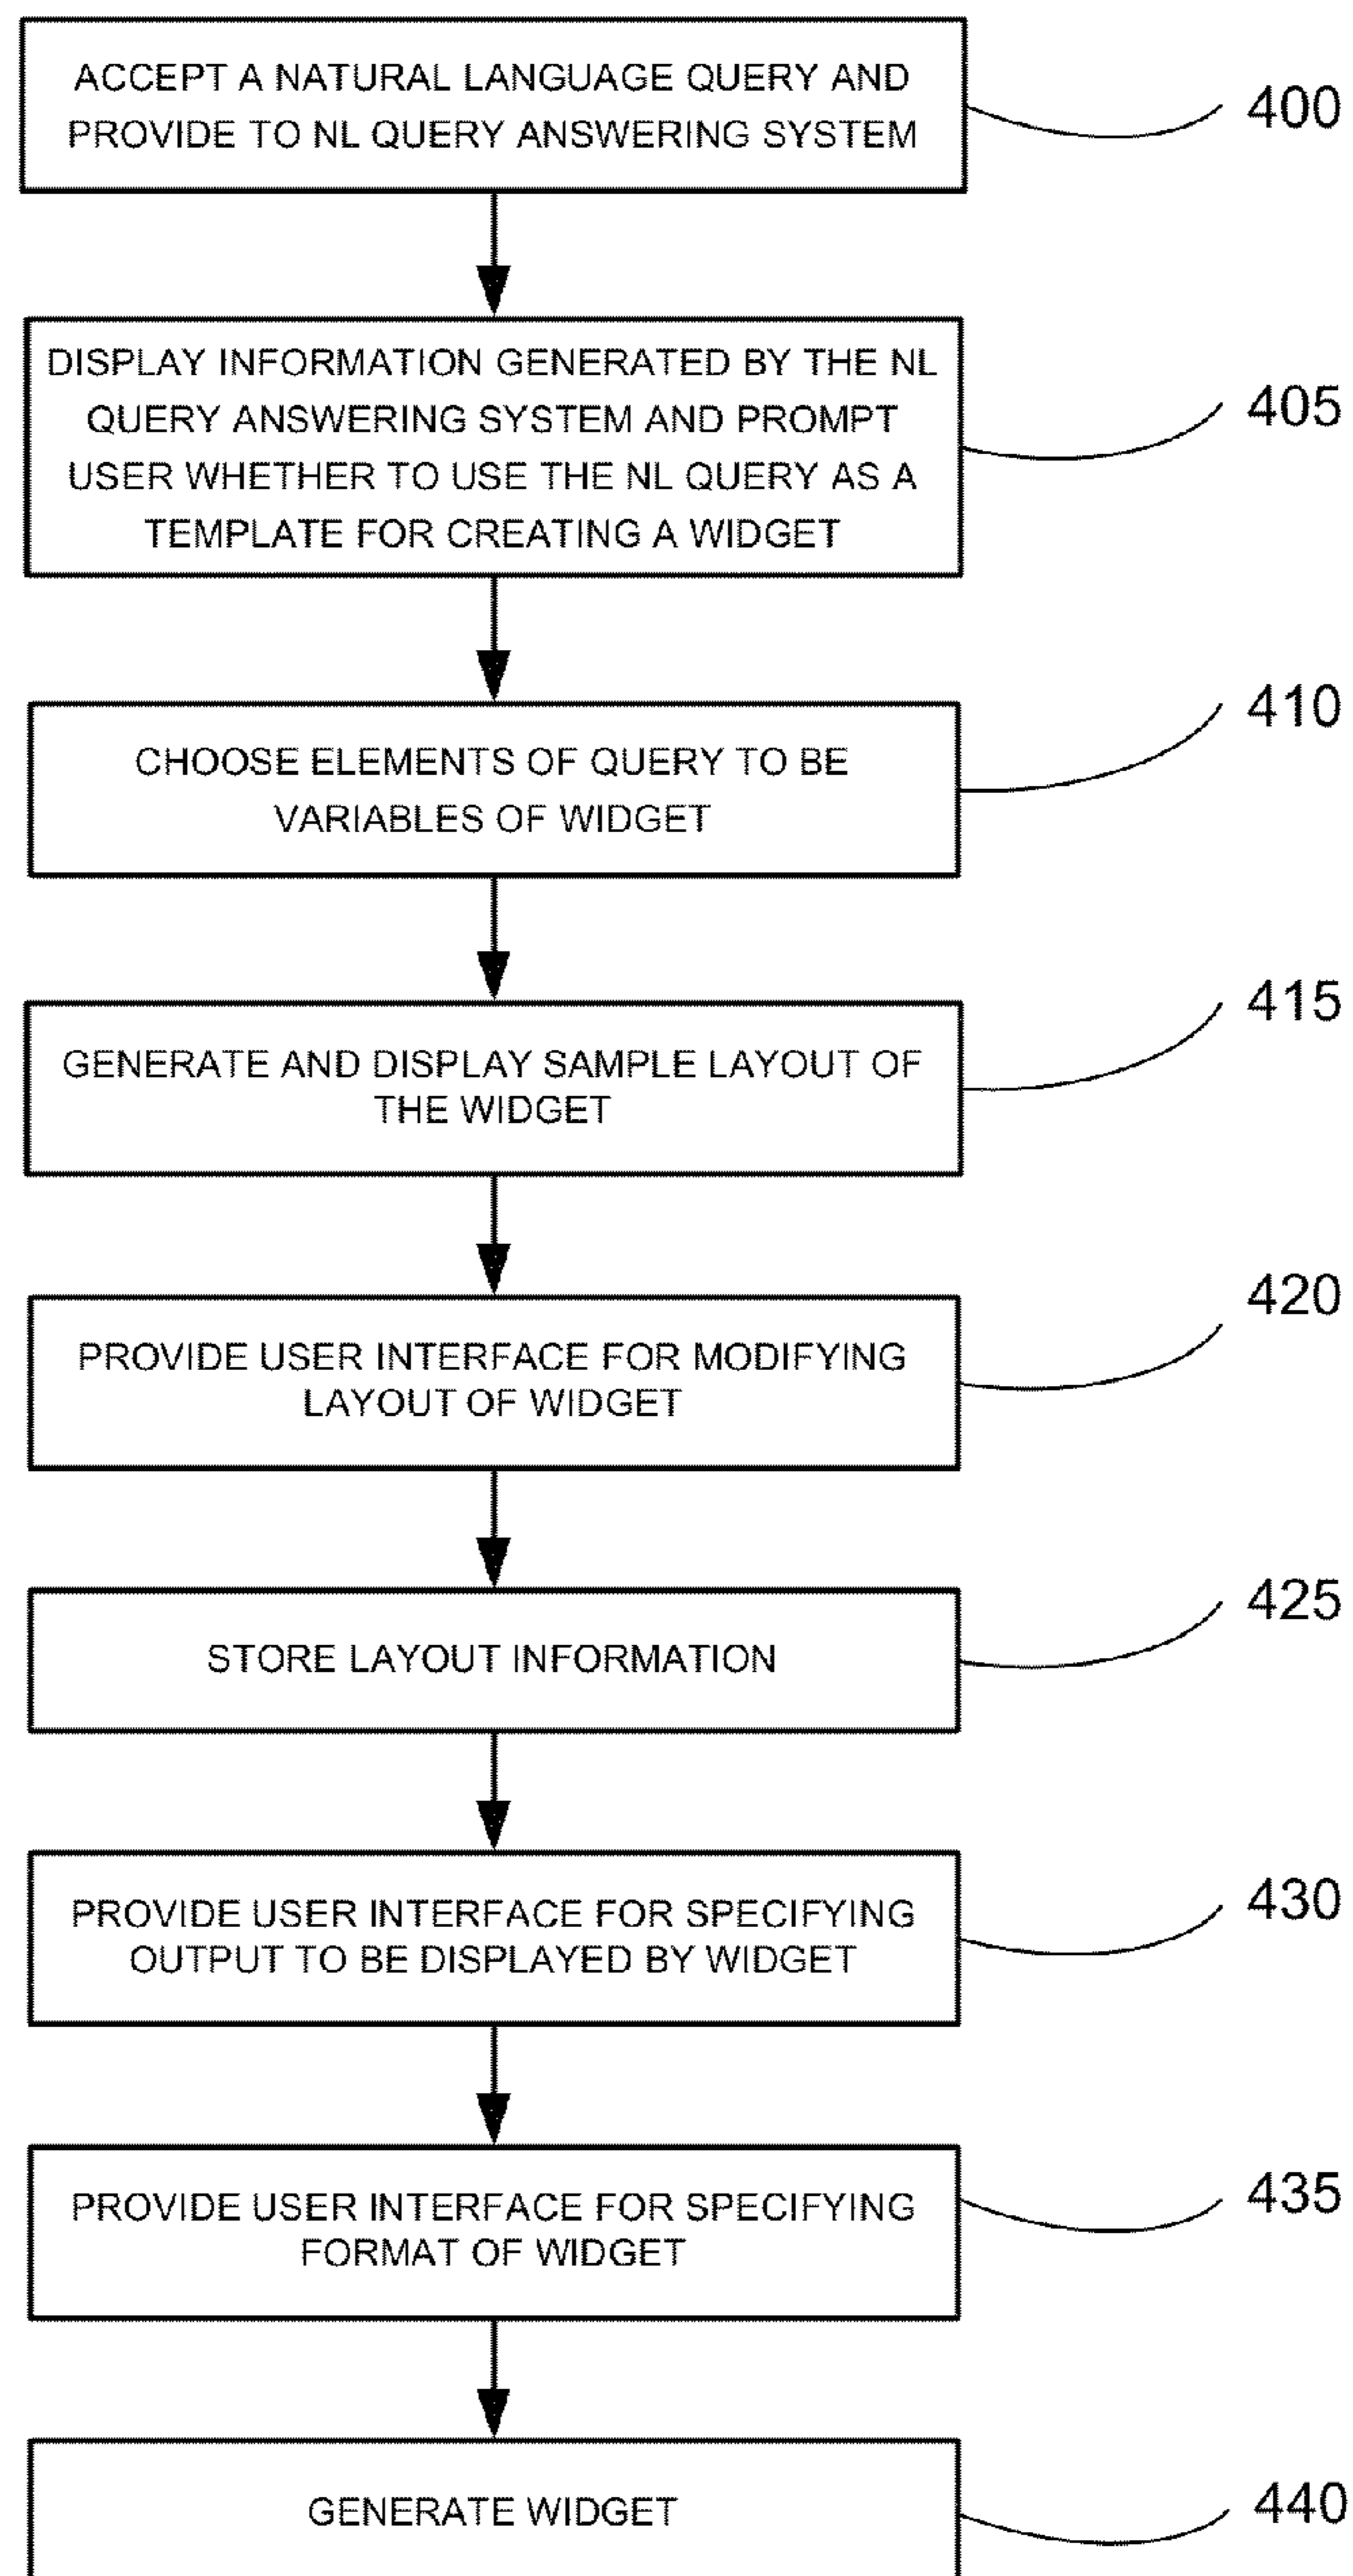 ACCEPT A NATURAL LANGUAGE QUERY AND
PROVIDE TO NL QUERY ANSWERING SYSTEM
400
DISPLAY INFORMATION GENERATED BY THE NL
QUERY ANSWERING SYSTEM AND PROMPT
USER WHETHER TO USE THE NL QUERY AS A
TEMPLATE FOR CREATING A WIDGET
405
CHOOSE ELEMENTS OF QUERY TO BE
VARIABLES OF WIDGET
410
GENERATE AND DISPLAY SAMPLE LAYOUT OF
THE WIDGET
415
PROVIDE USER INTERFACE FOR MODIFYING
LAYOUT OF WIDGET
420
STORE LAYOUT INFORMATION
425
PROVIDE USER INTERFACE FOR SPECIFYING
OUTPUT TO BE DISPLAYED BY WIDGET
430
PROVIDE USER INTERFACE FOR SPECIFYING
FORMAT OF WIDGET
435
GENERATE WIDGET
440